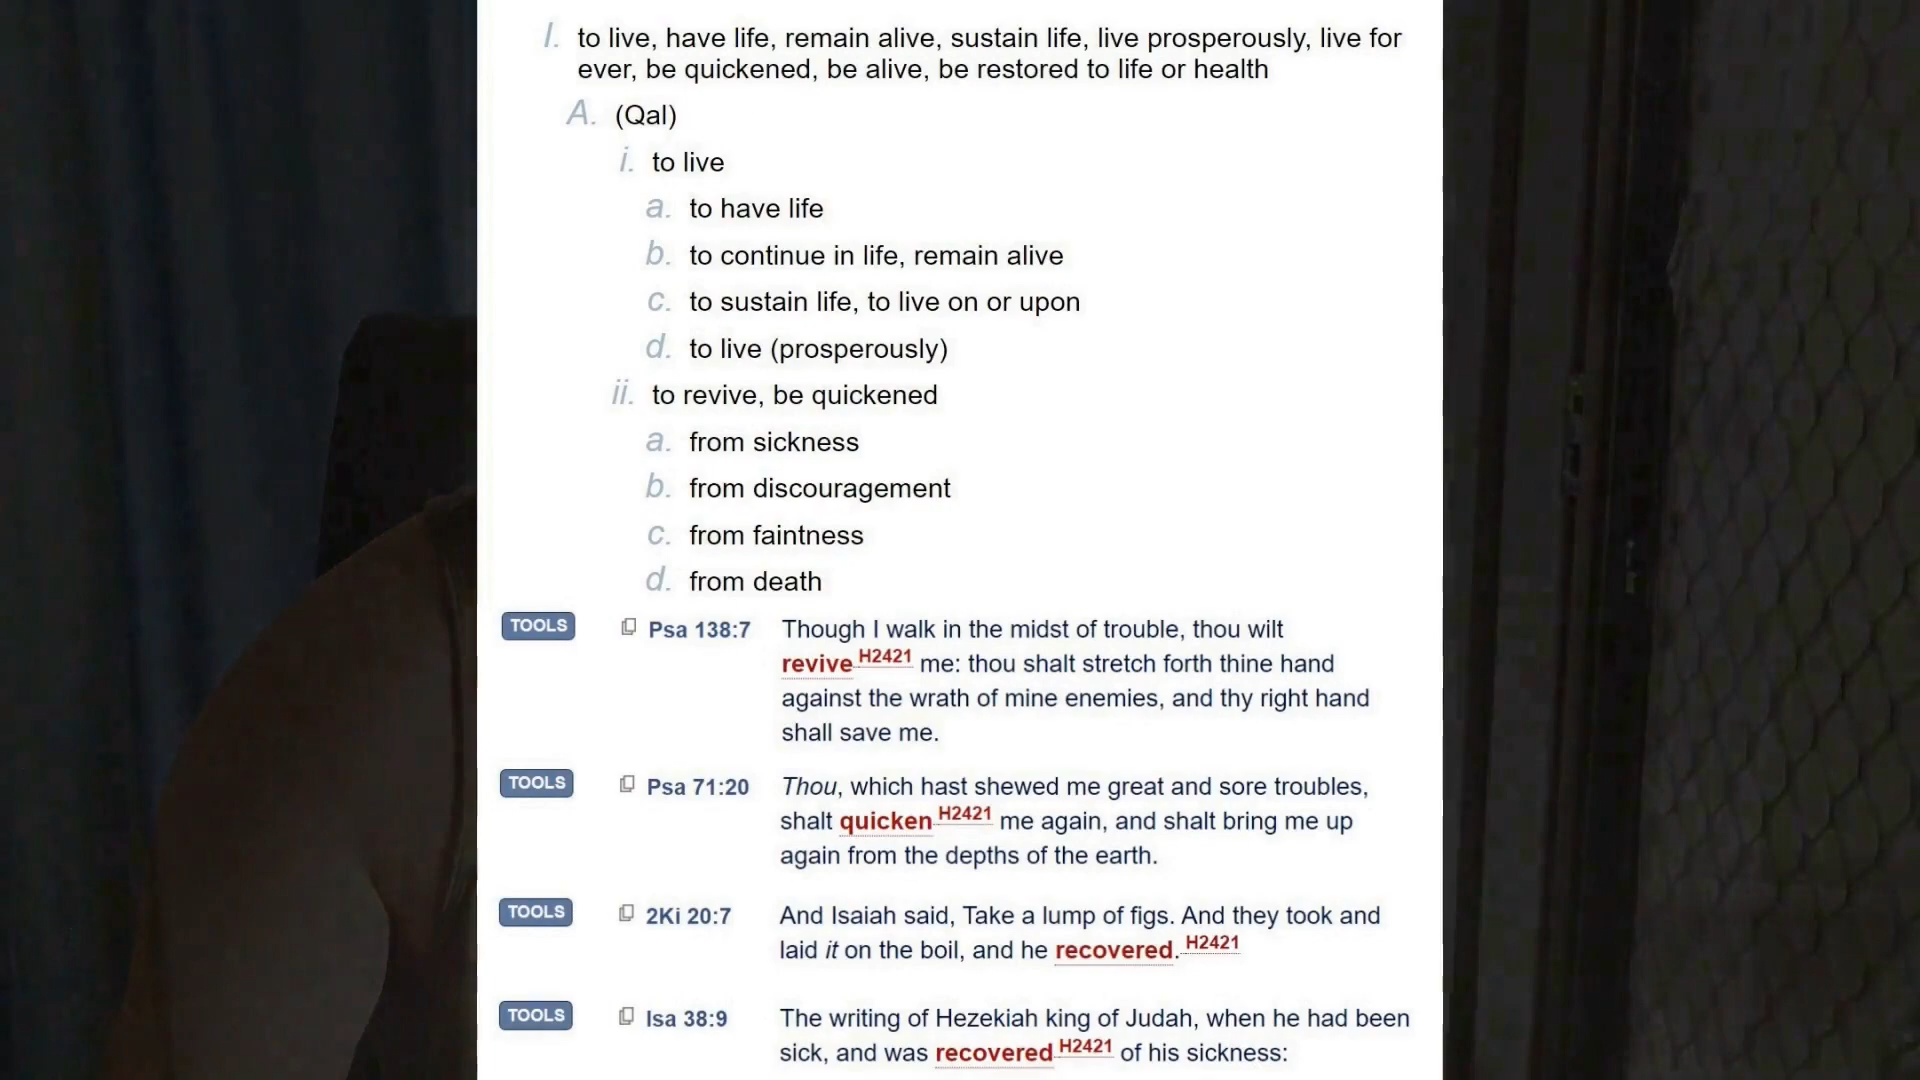 I. to live, have life, remain alive, sustain life, live prosperously, live for
ever, be quickened, be alive, be restored to life or health
A. (Qal)
i. to live
a. to have life
b. to continue in life, remain alive
c. to sustain life, to live on or upon
d. to live (prosperously)
ii. to revive, be quickened
a. from sickness
b. from discouragement
c. from faintness
d. from death
TOOLS Psa 138:7 Though I walk in the midst of trouble, thou wilt
revive H2421 me: thou shalt stretch forth thine hand
against the wrath of mine enemies, and thy right hand
shall save me.
TOOLS Psa 71:20 Thou, which hast shewed me great and sore troubles,
shalt quicken H2421 me again, and shalt bring me up
again from the depths of the earth.
TOOLS 2Ki 20:7 And Isaiah said, Take a lump of figs. And they took and
laid it on the boil, and he recovered. H2421
TOOLS Isa 38:9 The writing of Hezekiah king of Judah, when he had been
sick, and was recovered H2421 of his sickness: